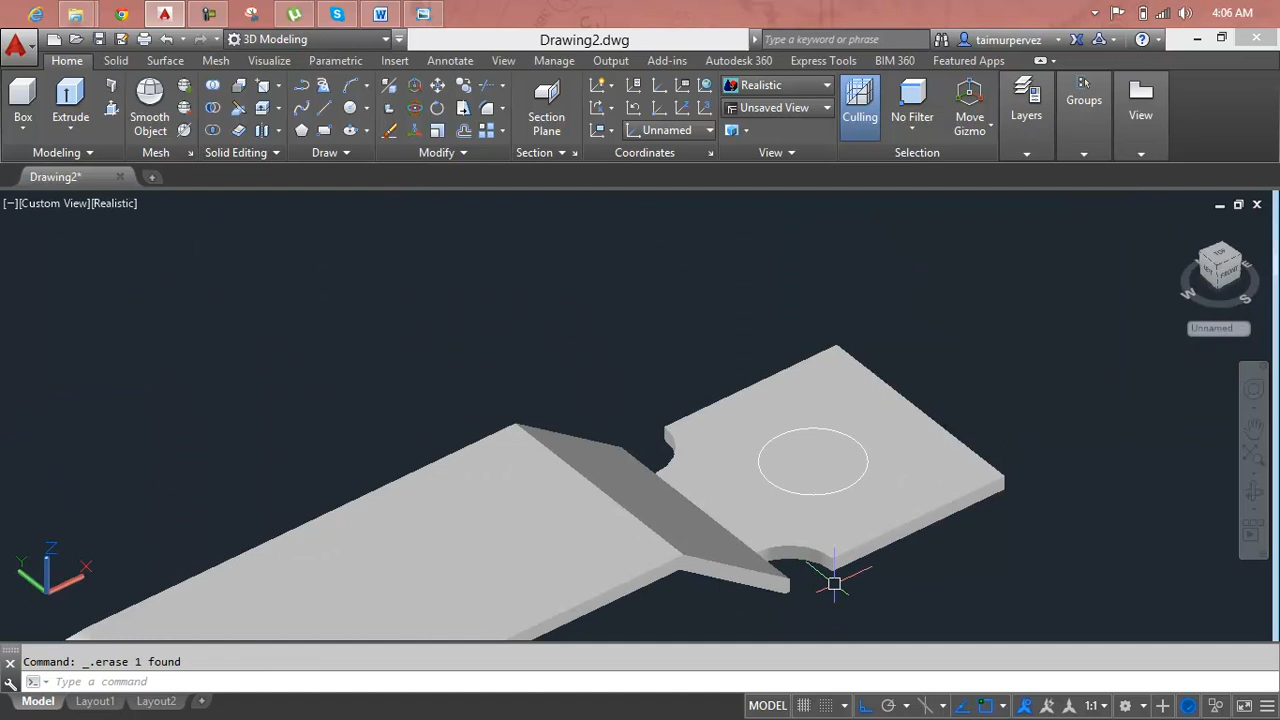 4:06 AM
3D Modeling
Drawing2.dwg
Type a keyword or phrase
taimurpervez
Home Solid Surface Mesh Visualize Parametric Insert Annotate View Manage Output Add-ins Autodesk 360 Express Tools BIM 360 Featured Apps
Realistic
Unsaved View
Unnamed
Box
Extrude
Smooth Object
Section Plane
Culling
No Filter
Move Gizmo
Layers
Groups
View
Modeling Mesh Solid Editing Draw Modify Section Coordinates View Selection
Drawing2*
[−][Custom View][Realistic]
TOP
FRONT
W
S
E
Unnamed
Z
Y
X
Command: _.erase 1 found
Type a command
Model Layout1 Layout2
MODEL
1:1